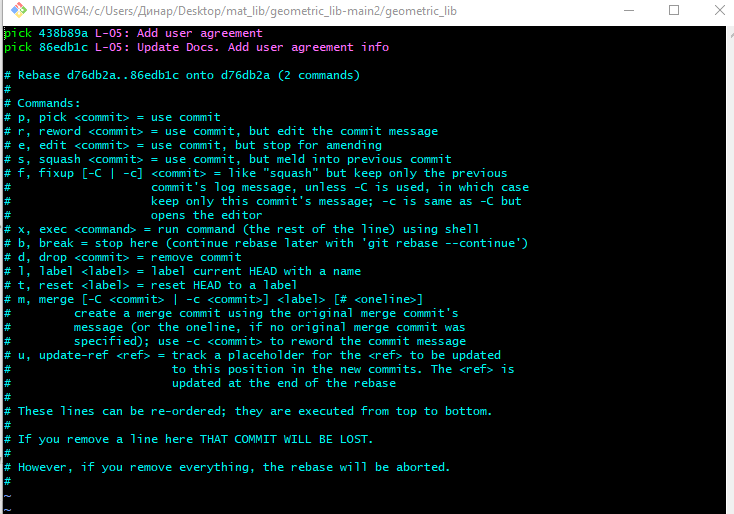 MINGW64:/c/Users/Динар/Desktop/mat_lib/geometric_lib-main2/geometric_lib
pick 438b89a L-05: Add user agreement
pick 86edb1c L-05: Update Docs. Add user agreement info

# Rebase d76db2a..86edb1c onto d76db2a (2 commands)
#
# Commands:
# p, pick <commit> = use commit
# r, reword <commit> = use commit, but edit the commit message
# e, edit <commit> = use commit, but stop for amending
# s, squash <commit> = use commit, but meld into previous commit
# f, fixup [-C | -c] <commit> = like "squash" but keep only the previous
#                    commit's log message, unless -C is used, in which case
#                    keep only this commit's message; -c is same as -C but
#                    opens the editor
# x, exec <command> = run command (the rest of the line) using shell
# b, break = stop here (continue rebase later with 'git rebase --continue')
# d, drop <commit> = remove commit
# l, label <label> = label current HEAD with a name
# t, reset <label> = reset HEAD to a label
# m, merge [-C <commit> | -c <commit>] <label> [# <oneline>]
#         create a merge commit using the original merge commit's
#         message (or the oneline, if no original merge commit was
#         specified); use -c <commit> to reword the commit message
# u, update-ref <ref> = track a placeholder for the <ref> to be updated
#                       to this position in the new commits. The <ref> is
#                       updated at the end of the rebase
#
# These lines can be re-ordered; they are executed from top to bottom.
#
# If you remove a line here THAT COMMIT WILL BE LOST.
#
# However, if you remove everything, the rebase will be aborted.
#
~
~